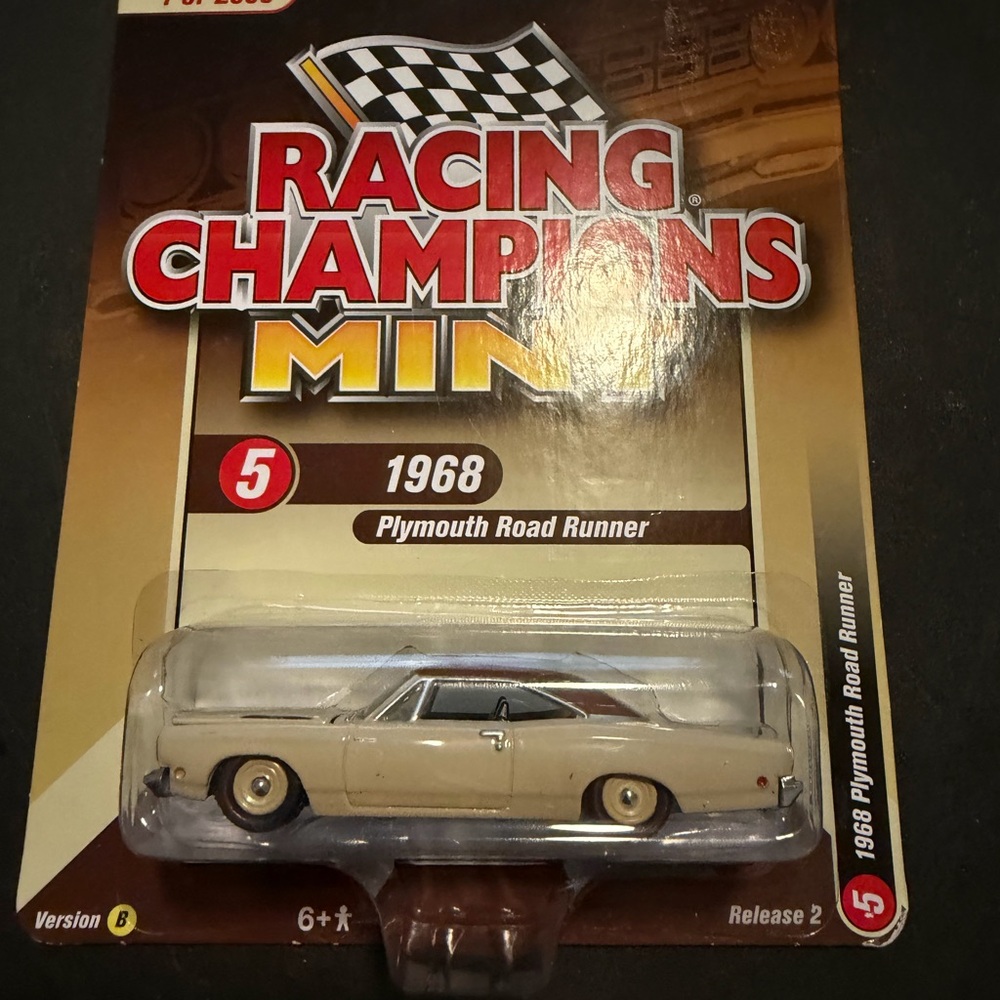 RACING ®
CHAMPIONS
MINT
5 1968
Plymouth Road Runner
1968 Plymouth Road Runner
5
Version B
6+
Release 2